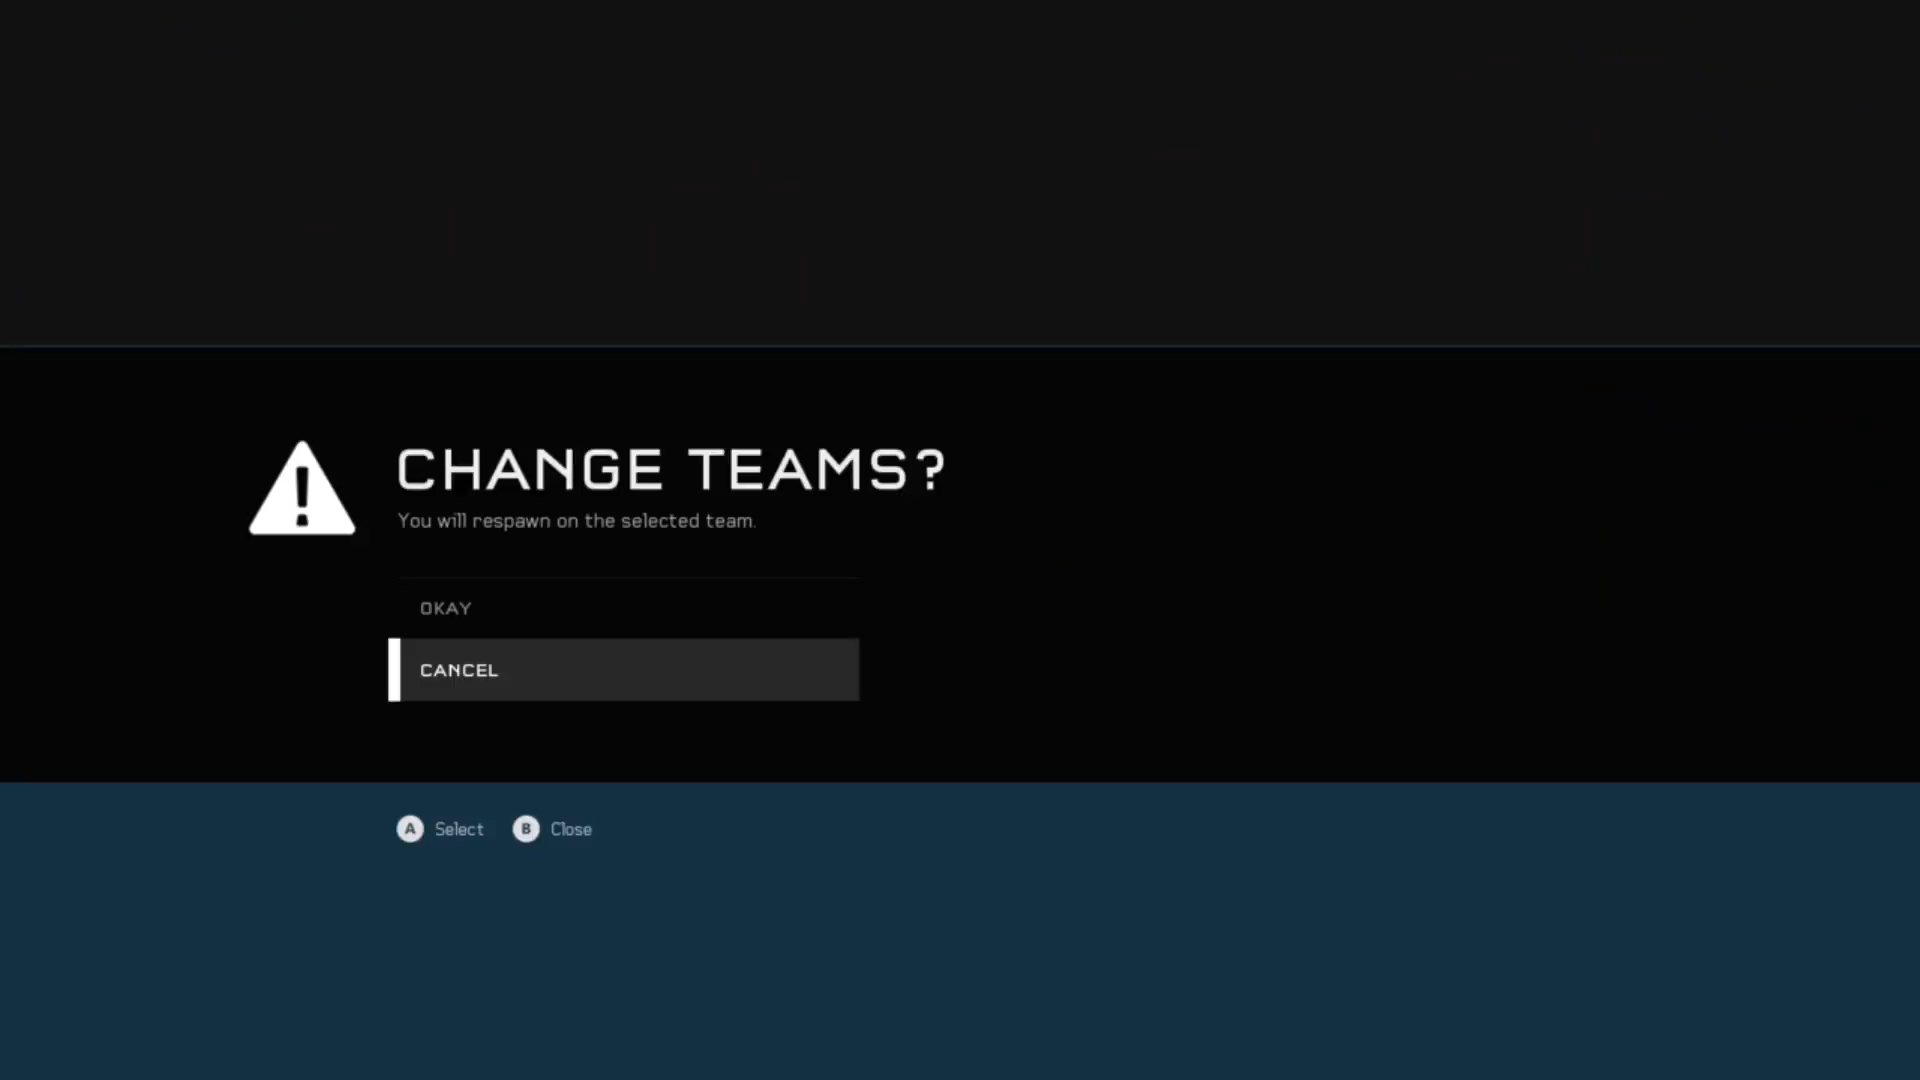 CHANGE TEAMS?
You will respawn on the selected team.
OKAY
CANCEL
A Select B Close